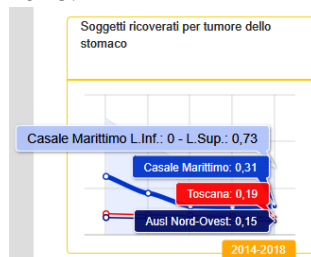 Soggetti ricoverati per tumore dello
stomaco
Casale Marittimo L.Inf.: 0 - L.Sup.: 0,73
Casale Marittimo: 0,31
Toscana: 0,19
Ausl Nord-Ovest: 0,15
2014-2018